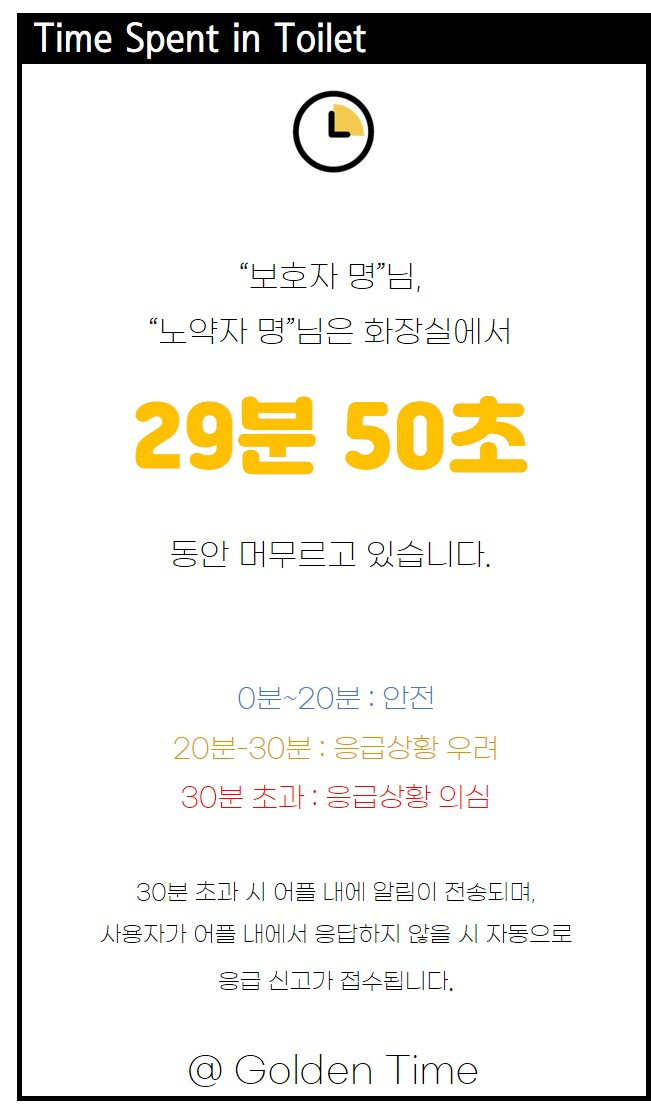 Time Spent in Toilet
“보호자 명”님,
“노약자 명”님은 화장실에서
29분 50초
동안 머무르고 있습니다.
0분~20분 : 안전
20분-30분 : 응급상황 우려
30분 초과 : 응급상황 의심
30분 초과 시 어플 내에 알림이 전송되며,
사용자가 어플 내에서 응답하지 않을 시 자동으로
응급 신고가 접수됩니다.
@ Golden Time